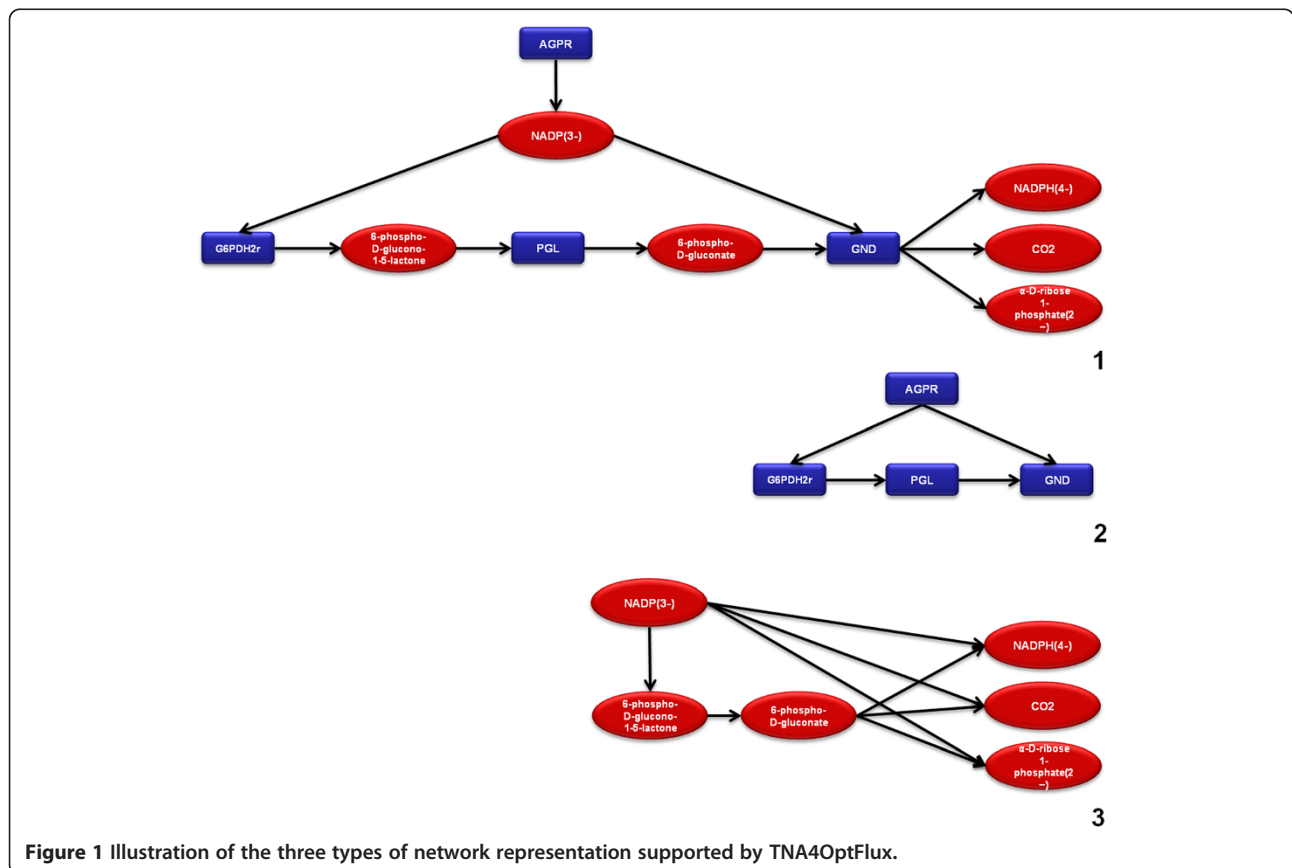 AGPR
NADP(3-)
NADPH(4-)
G6PDH2r
6-phospho-
D-glucono-
1-5-lactone
PGL
6-phospho-
D-gluconate
GND
CO2
α-D-ribose
1-
phosphate(2
–)
1
AGPR
G6PDH2r
PGL
GND
2
NADP(3-)
NADPH(4-)
6-phospho-
D-glucono-
1-5-lactone
6-phospho-
D-gluconate
CO2
α-D-ribose
1-
phosphate(2
–)
3
Figure 1 Illustration of the three types of network representation supported by TNA4OptFlux.